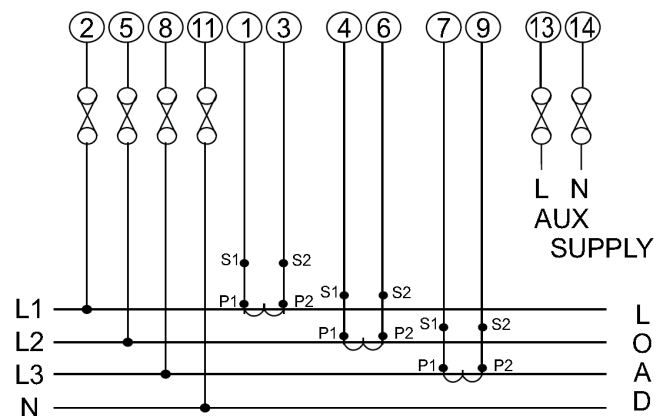 2 5 8 11 1 3 4 6 7 9 13 14
L N
AUX
SUPPLY
S1 S2
P1 P2
S1 S2
P1 P2
S1 S2
P1 P2
L1
L2
L3
N
L
O
A
D